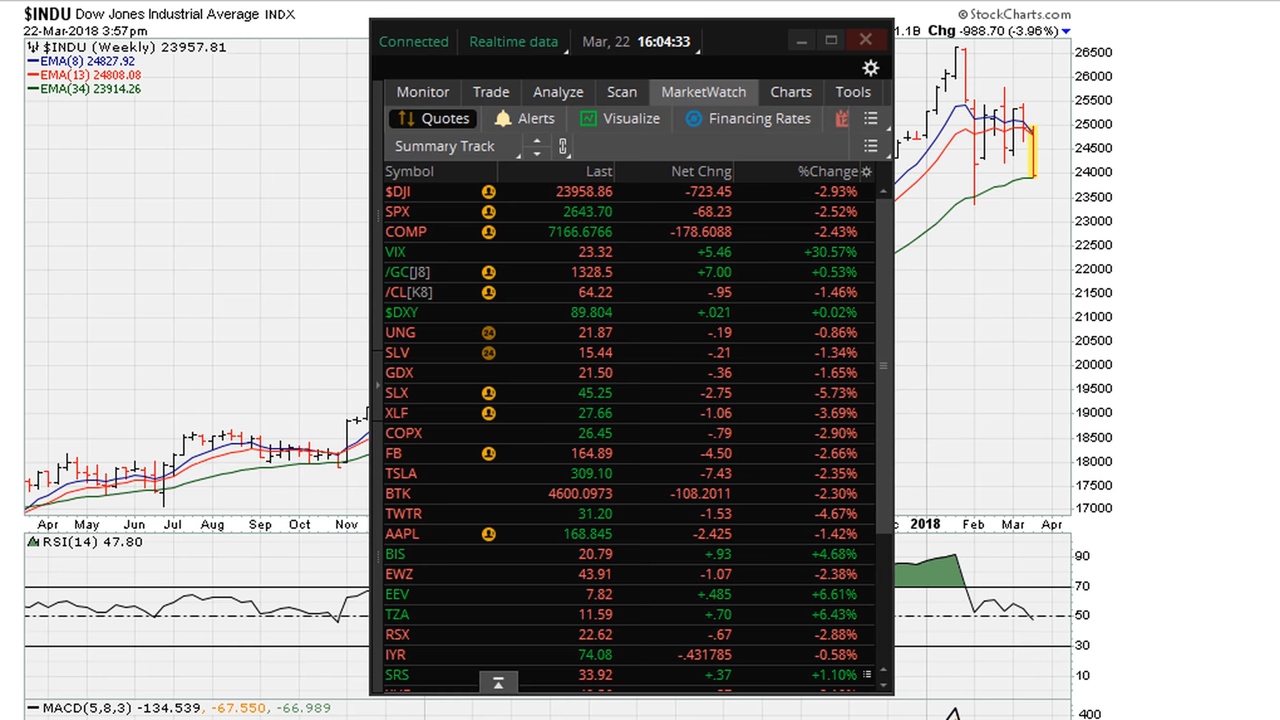 $INDU Dow Jones Industrial Average INDX
© StockCharts.com
22-Mar-2018 3:57pm
1.1B Chg -988.70 (-3.96%)
$INDU (Weekly) 23957.81
EMA(8) 24827.92
EMA(13) 24808.08
EMA(34) 23914.26
Connected Realtime data Mar, 22 16:04:33
Monitor Trade Analyze Scan MarketWatch Charts Tools
Quotes Alerts Visualize Financing Rates
Summary Track
Symbol Last Net Chng %Change
$DJI 23958.86 -723.45 -2.93%
SPX 2643.70 -68.23 -2.52%
COMP 7166.6766 -178.6088 -2.43%
VIX 23.32 +5.46 +30.57%
/GC[J8] 1328.5 +7.00 +0.53%
/CL[K8] 64.22 -.95 -1.46%
$DXY 89.804 +.021 +0.02%
UNG 24 21.87 -.19 -0.86%
SLV 24 15.44 -.21 -1.34%
GDX 21.50 -.36 -1.65%
SLX 45.25 -2.75 -5.73%
XLF 27.66 -1.06 -3.69%
COPX 26.45 -.79 -2.90%
FB 164.89 -4.50 -2.66%
TSLA 309.10 -7.43 -2.35%
BTK 4600.0973 -108.2011 -2.30%
TWTR 31.20 -1.53 -4.67%
AAPL 168.845 -2.425 -1.42%
BIS 20.79 +.93 +4.68%
EWZ 43.91 -1.07 -2.38%
EEV 7.82 +.485 +6.61%
TZA 11.59 +.70 +6.43%
RSX 22.62 -.67 -2.88%
IYR 74.08 -.431785 -0.58%
SRS 33.92 +.37 +1.10%
26500
26000
25500
25000
24500
24000
23500
23000
22500
22000
21500
21000
20500
20000
19500
19000
18500
18000
17500
17000
Apr May Jun Jul Aug Sep Oct Nov
c 2018 Feb Mar Apr
RSI(14) 47.80
90
70
50
30
10
MACD(5,8,3) -134.539, -67.550, -66.989
400